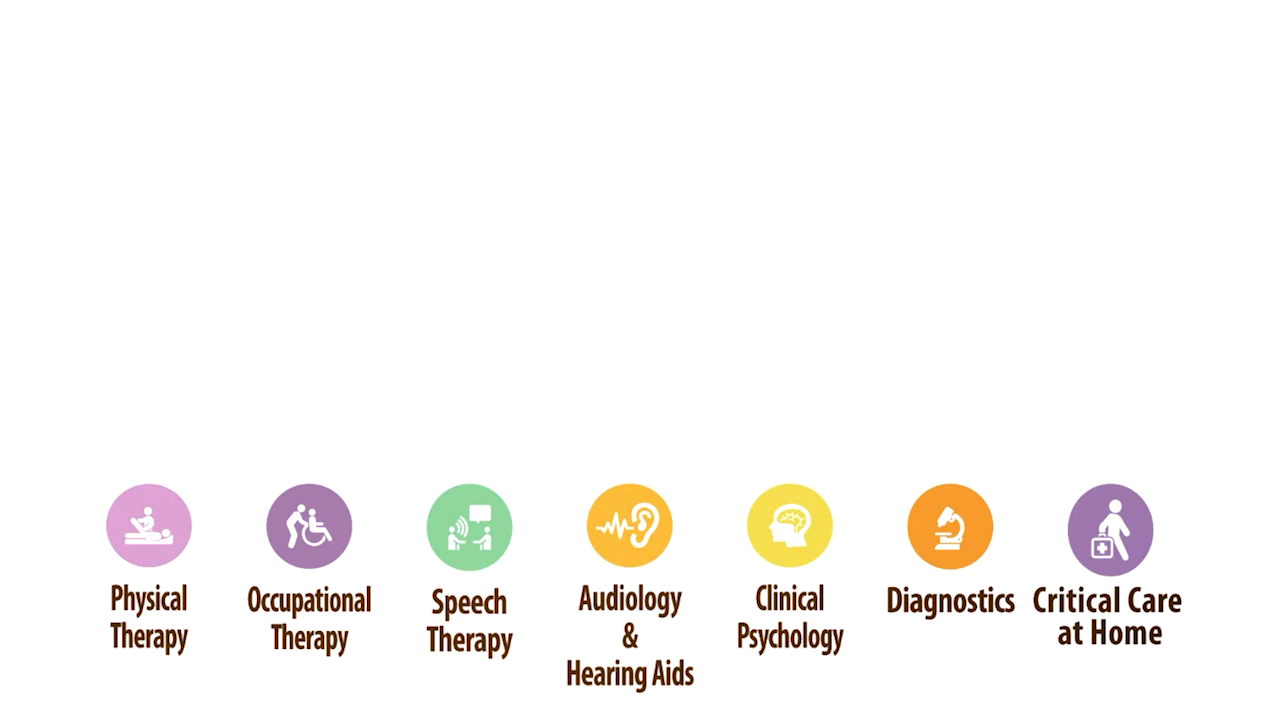 Physical
Therapy
Occupational
Therapy
Speech
Therapy
Audiology
&
Hearing Aids
Clinical
Psychology
Diagnostics
Critical Care
at Home